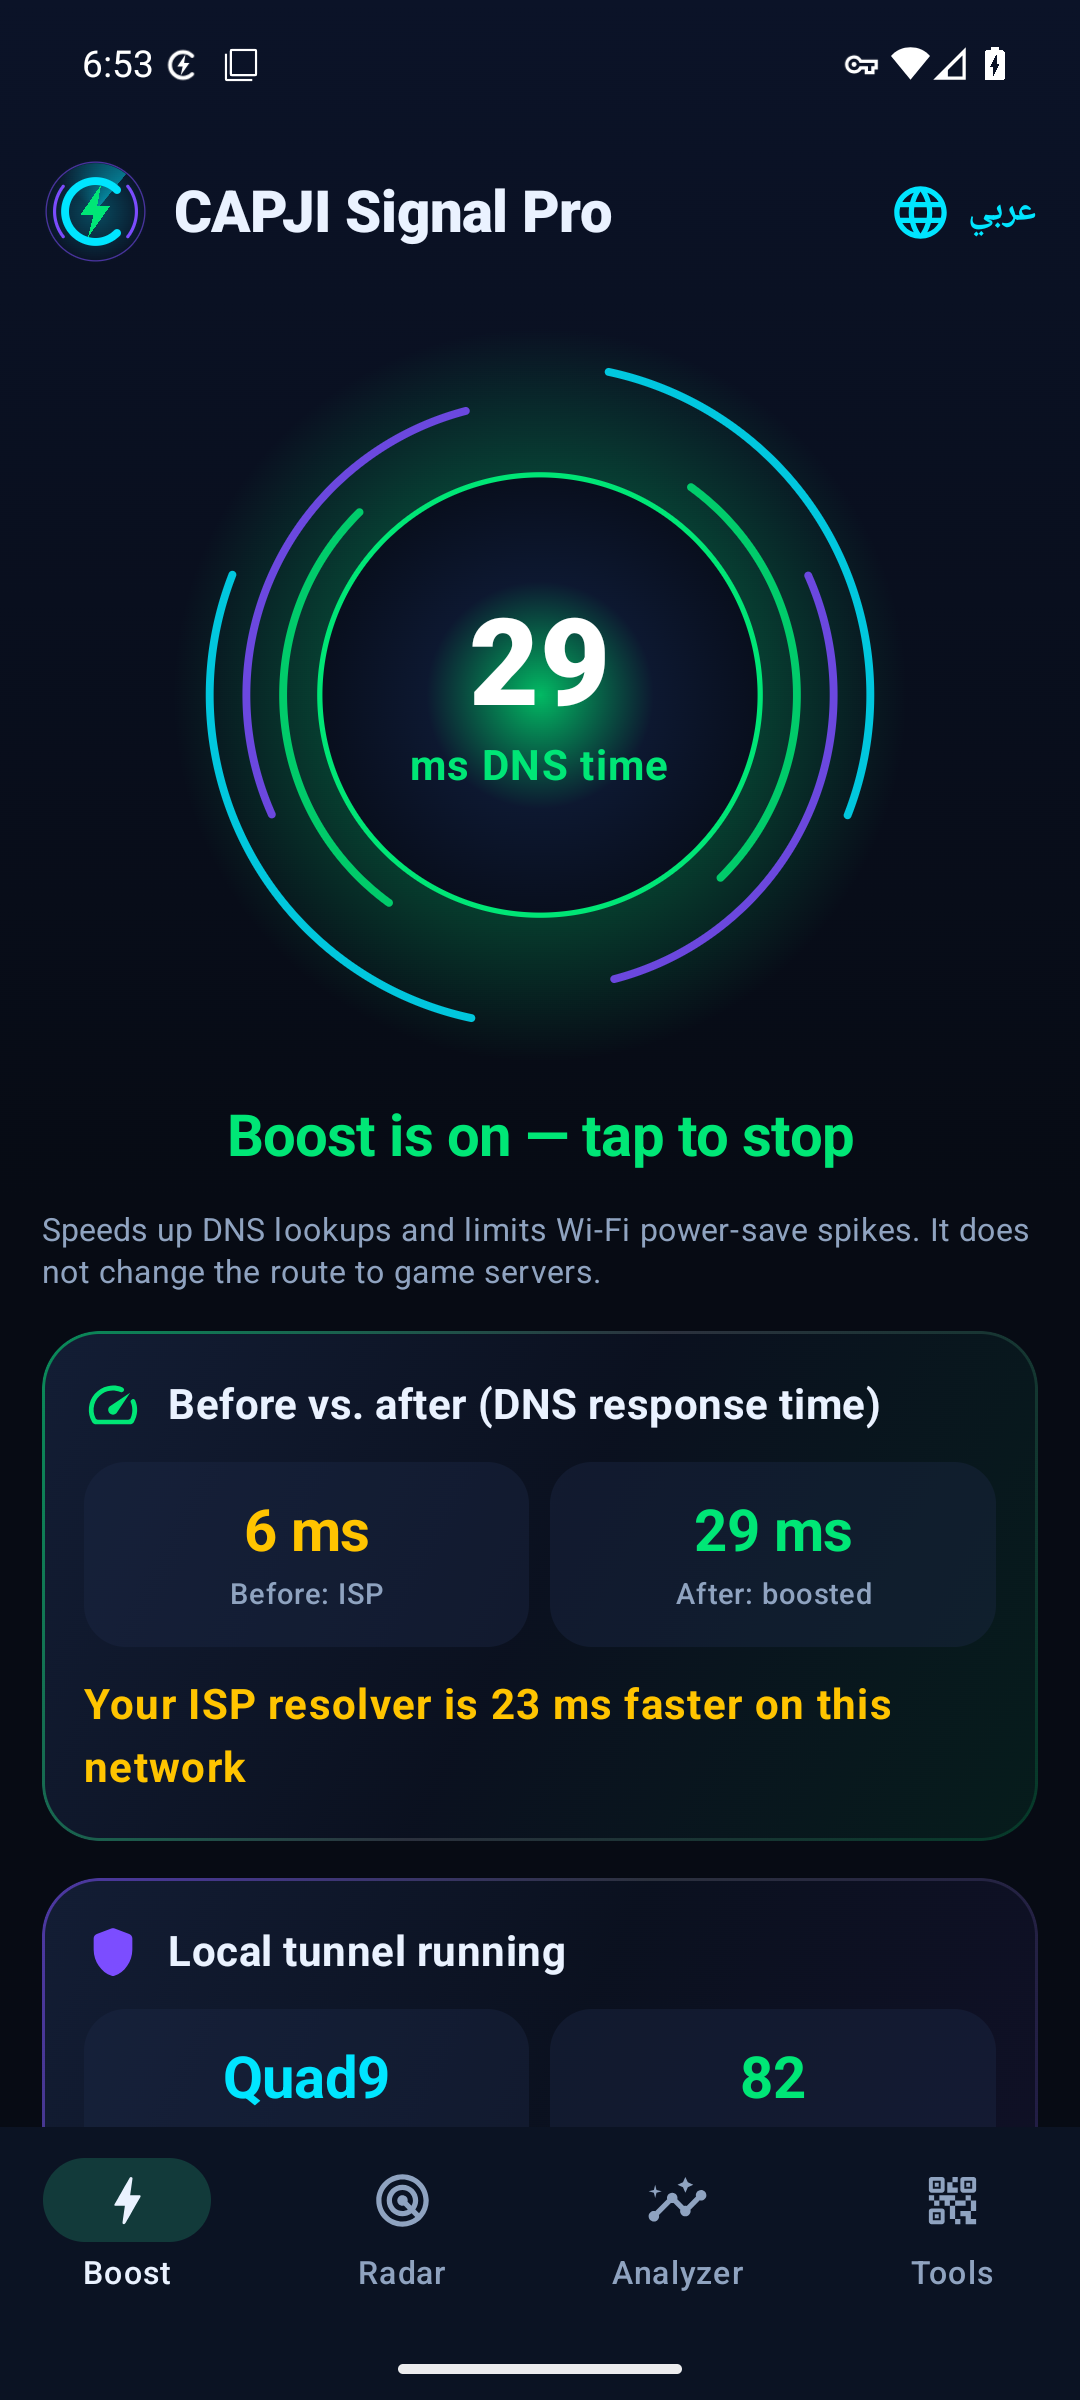 6:53
CAPJI Signal Pro
عربي
29
ms DNS time
Boost is on — tap to stop
Speeds up DNS lookups and limits Wi-Fi power-save spikes. It does
not change the route to game servers.
Before vs. after (DNS response time)
6 ms
Before: ISP
29 ms
After: boosted
Your ISP resolver is 23 ms faster on this
network
Local tunnel running
Quad9
82
Boost
Radar
Analyzer
Tools